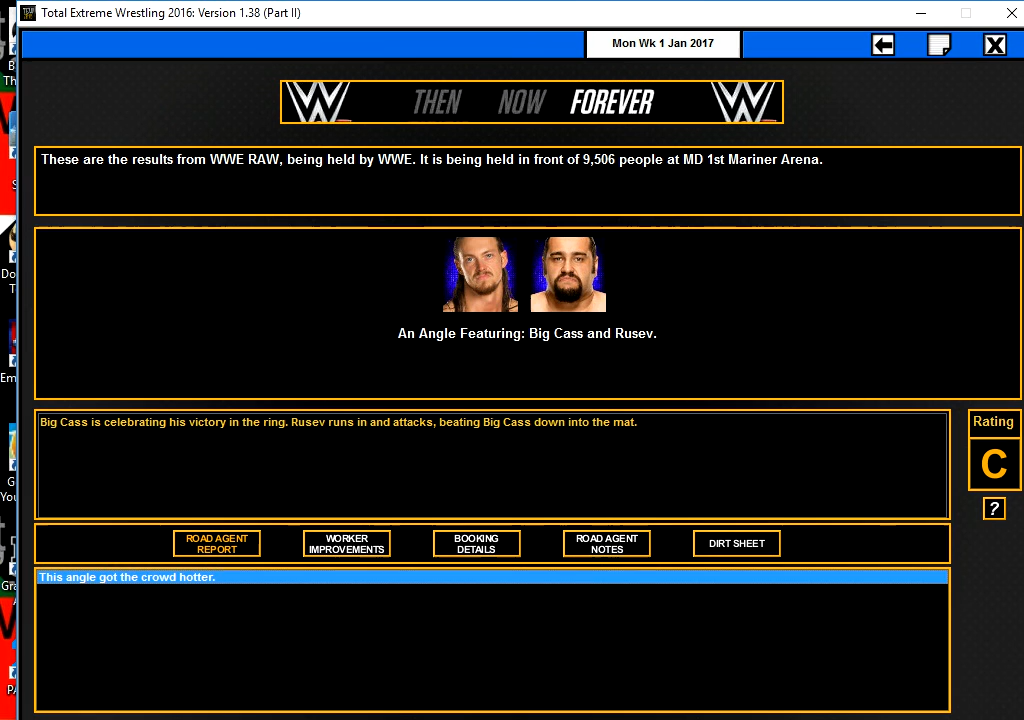 Total Extreme Wrestling 2016: Version 1.38 (Part II)
Mon Wk 1 Jan 2017
THEN NOW FOREVER
These are the results from WWE RAW, being held by WWE. It is being held in front of 9,506 people at MD 1st Mariner Arena.
An Angle Featuring: Big Cass and Rusev.
Big Cass is celebrating his victory in the ring. Rusev runs in and attacks, beating Big Cass down into the mat.
Rating
C
?
ROAD AGENT REPORT
WORKER IMPROVEMENTS
BOOKING DETAILS
ROAD AGENT NOTES
DIRT SHEET
This angle got the crowd hotter.